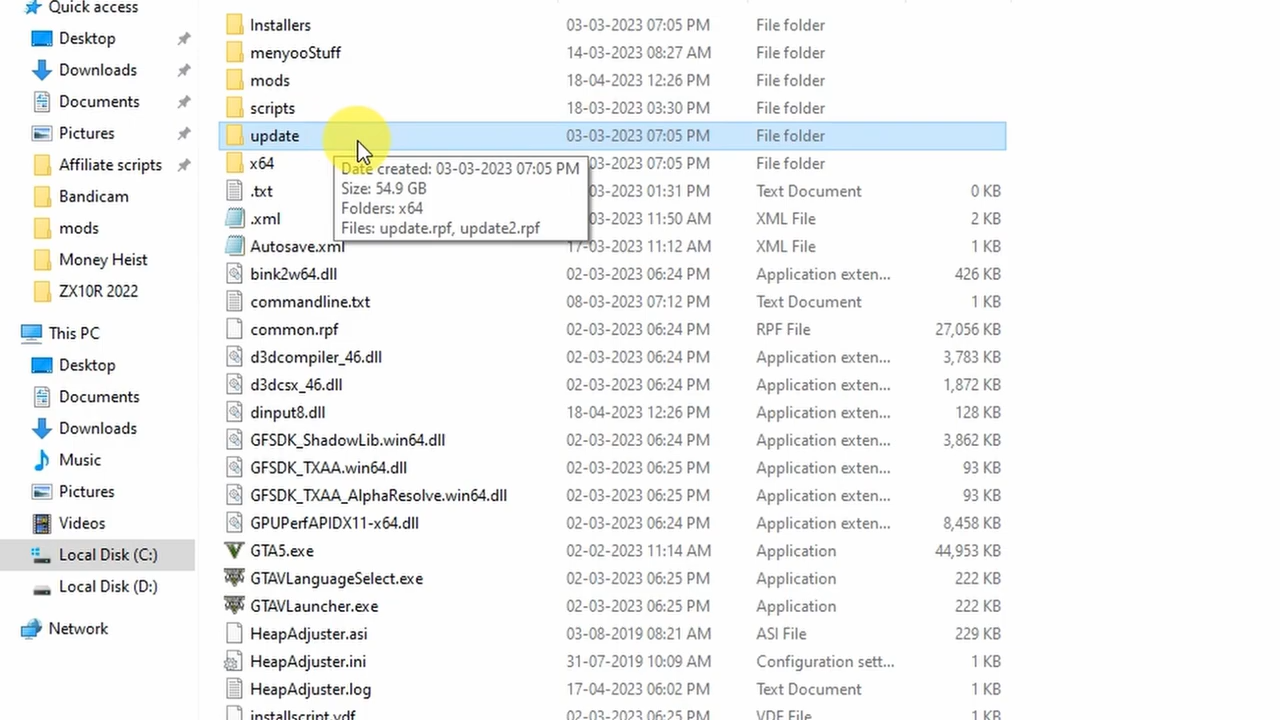 Quick access
Desktop
Downloads
Documents
Pictures
Affiliate scripts
Bandicam
mods
Money Heist
ZX10R 2022
This PC
Desktop
Documents
Downloads
Music
Pictures
Videos
Local Disk (C:)
Local Disk (D:)
Network
Installers 03-03-2023 07:05 PM File folder
menyooStuff 14-03-2023 08:27 AM File folder
mods 18-04-2023 12:26 PM File folder
scripts 18-03-2023 03:30 PM File folder
update 03-03-2023 07:05 PM File folder
x64 03-2023 07:05 PM File folder
Date created: 03-03-2023 07:05 PM
Size: 54.9 GB
Folders: x64
Files: update.rpf, update2.rpf
.txt 03-2023 01:31 PM Text Document 0 KB
.xml 03-2023 11:50 AM XML File 2 KB
Autosave.xml 17-03-2023 11:12 AM XML File 1 KB
bink2w64.dll 02-03-2023 06:24 PM Application exten... 426 KB
commandline.txt 08-03-2023 07:12 PM Text Document 1 KB
common.rpf 02-03-2023 06:24 PM RPF File 27,056 KB
d3dcompiler_46.dll 02-03-2023 06:24 PM Application exten... 3,783 KB
d3dcsx_46.dll 02-03-2023 06:24 PM Application exten... 1,872 KB
dinput8.dll 18-04-2023 12:26 PM Application exten... 128 KB
GFSDK_ShadowLib.win64.dll 02-03-2023 06:24 PM Application exten... 3,862 KB
GFSDK_TXAA.win64.dll 02-03-2023 06:25 PM Application exten... 93 KB
GFSDK_TXAA_AlphaResolve.win64.dll 02-03-2023 06:25 PM Application exten... 93 KB
GPUPerfAPIDX11-x64.dll 02-03-2023 06:25 PM Application exten... 8,458 KB
GTA5.exe 02-02-2023 11:14 AM Application 44,953 KB
GTAVLanguageSelect.exe 02-03-2023 06:25 PM Application 222 KB
GTAVLauncher.exe 02-03-2023 06:25 PM Application 222 KB
HeapAdjuster.asi 03-08-2019 08:21 AM ASI File 229 KB
HeapAdjuster.ini 31-07-2019 10:09 AM Configuration sett... 1 KB
HeapAdjuster.log 17-04-2023 06:02 PM Text Document 1 KB
installscript.vdf 02-03-2023 06:25 PM VDF File 1 KB